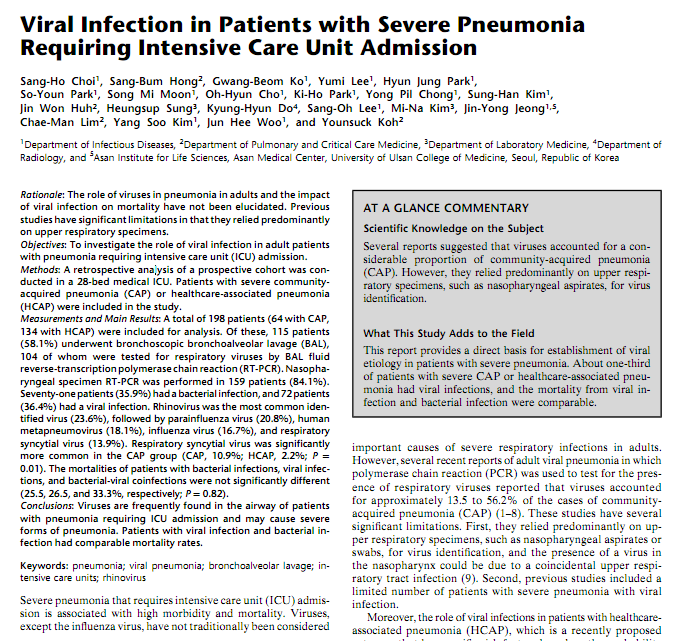 Viral Infection in Patients with Severe Pneumonia
Requiring Intensive Care Unit Admission
Sang-Ho Choi1, Sang-Bum Hong2, Gwang-Beom Ko1, Yumi Lee1, Hyun Jung Park1,
So-Youn Park1, Song Mi Moon1, Oh-Hyun Cho1, Ki-Ho Park1, Yong Pil Chong1, Sung-Han Kim1,
Jin Won Huh2, Heungsup Sung3, Kyung-Hyun Do4, Sang-Oh Lee1, Mi-Na Kim3, Jin-Yong Jeong1,5,
Chae-Man Lim2, Yang Soo Kim1, Jun Hee Woo1, and Younsuck Koh2
1Department of Infectious Diseases, 2Department of Pulmonary and Critical Care Medicine, 3Department of Laboratory Medicine, 4Department of
Radiology, and 5Asan Institute for Life Sciences, Asan Medical Center, University of Ulsan College of Medicine, Seoul, Republic of Korea
Rationale: The role of viruses in pneumonia in adults and the impact
of viral infection on mortality have not been elucidated. Previous
studies have significant limitations in that they relied predominantly
on upper respiratory specimens.
Objectives: To investigate the role of viral infection in adult patients
with pneumonia requiring intensive care unit (ICU) admission.
Methods: A retrospective analysis of a prospective cohort was con-
ducted in a 28-bed medical ICU. Patients with severe community-
acquired pneumonia (CAP) or healthcare-associated pneumonia
(HCAP) were included in the study.
Measurements and Main Results: A total of 198 patients (64 with CAP,
134 with HCAP) were included for analysis. Of these, 115 patients
(58.1%) underwent bronchoscopic bronchoalveolar lavage (BAL),
104 of whom were tested for respiratory viruses by BAL fluid
reverse-transcription polymerase chain reaction (RT-PCR). Nasopha-
ryngeal specimen RT-PCR was performed in 159 patients (84.1%).
Seventy-one patients (35.9%) had a bacterial infection, and 72 patients
(36.4%) had a viral infection. Rhinovirus was the most common iden-
tified virus (23.6%), followed by parainfluenza virus (20.8%), human
metapneumovirus (18.1%), influenza virus (16.7%), and respiratory
syncytial virus (13.9%). Respiratory syncytial virus was significantly
more common in the CAP group (CAP, 10.9%; HCAP, 2.2%; P =
0.01). The mortalities of patients with bacterial infections, viral infec-
tions, and bacterial-viral coinfections were not significantly different
(25.5, 26.5, and 33.3%, respectively; P = 0.82).
Conclusions: Viruses are frequently found in the airway of patients
with pneumonia requiring ICU admission and may cause severe
forms of pneumonia. Patients with viral infection and bacterial in-
fection had comparable mortality rates.
Keywords: pneumonia; viral pneumonia; bronchoalveolar lavage; in-
tensive care units; rhinovirus
Severe pneumonia that requires intensive care unit (ICU) admis-
sion is associated with high morbidity and mortality. Viruses,
except the influenza virus, have not traditionally been considered
AT A GLANCE COMMENTARY
Scientific Knowledge on the Subject
Several reports suggested that viruses accounted for a con-
siderable proportion of community-acquired pneumonia
(CAP). However, they relied predominantly on upper respi-
ratory specimens, such as nasopharyngeal aspirates, for virus
identification.
What This Study Adds to the Field
This report provides a direct basis for establishment of viral
etiology in patients with severe pneumonia. About one-third
of patients with severe CAP or healthcare-associated pneu-
monia had viral infections, and the mortality from viral in-
fection and bacterial infection were comparable.
important causes of severe respiratory infections in adults.
However, several recent reports of adult viral pneumonia in which
polymerase chain reaction (PCR) was used to test for the pres-
ence of respiratory viruses reported that viruses accounted
for approximately 13.5 to 56.2% of the cases of community-
acquired pneumonia (CAP) (1–8). These studies have several
significant limitations. First, they relied predominantly on up-
per respiratory specimens, such as nasopharyngeal aspirates or
swabs, for virus identification, and the presence of a virus in
the nasopharynx could be due to a coincidental upper respi-
ratory tract infection (9). Second, previous studies included a
limited number of patients with severe pneumonia with viral
infection.
Moreover, the role of viral infections in patients with healthcare-
associated pneumonia (HCAP), which is a recently proposed